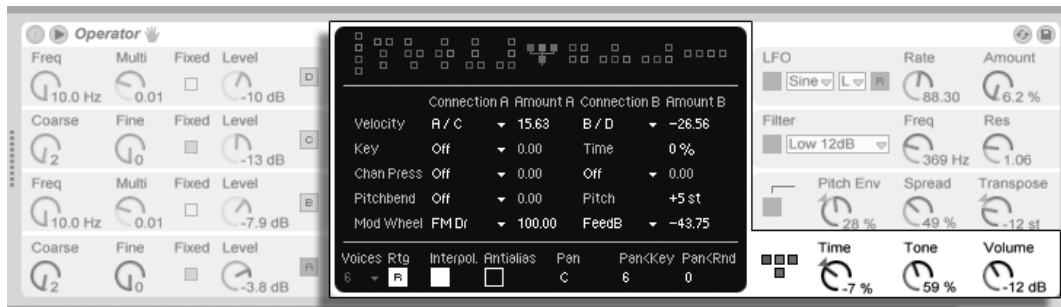 Operator
Freq Multi Fixed Level
10.0 Hz 0.01 -10 dB D
Coarse Fine Fixed Level
2 0 -13 dB C
Freq Multi Fixed Level
10.0 Hz 0.01 -7.9 dB B
Coarse Fine Fixed Level
2 0 -3.8 dB A
Connection A Amount A Connection B Amount B
Velocity A / C 15.63 B / D -26.56
Key Off 0.00 Time 0 %
Chan Press Off 0.00 Off 0.00
Pitchbend Off 0.00 Pitch +5 st
Mod Wheel FM Dr 100.00 FeedB -43.75
Voices Rtg Interpol. Antialias Pan Pan<Key Pan<Rnd
6 R C 6 0
LFO Rate Amount
Sine L R 88.30 6.2 %
Filter Freq Res
Low 12dB 369 Hz 1.06
Pitch Env Spread Transpose
28 % 49 % -12 st
Time Tone Volume
-7 % 59 % -12 dB